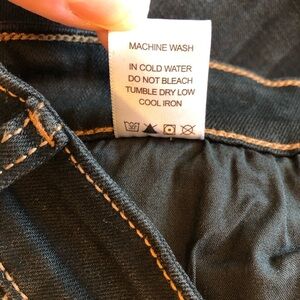 MACHINE WASH
IN COLD WATER
DO NOT BLEACH
TUMBLE DRY LOW
COOL IRON